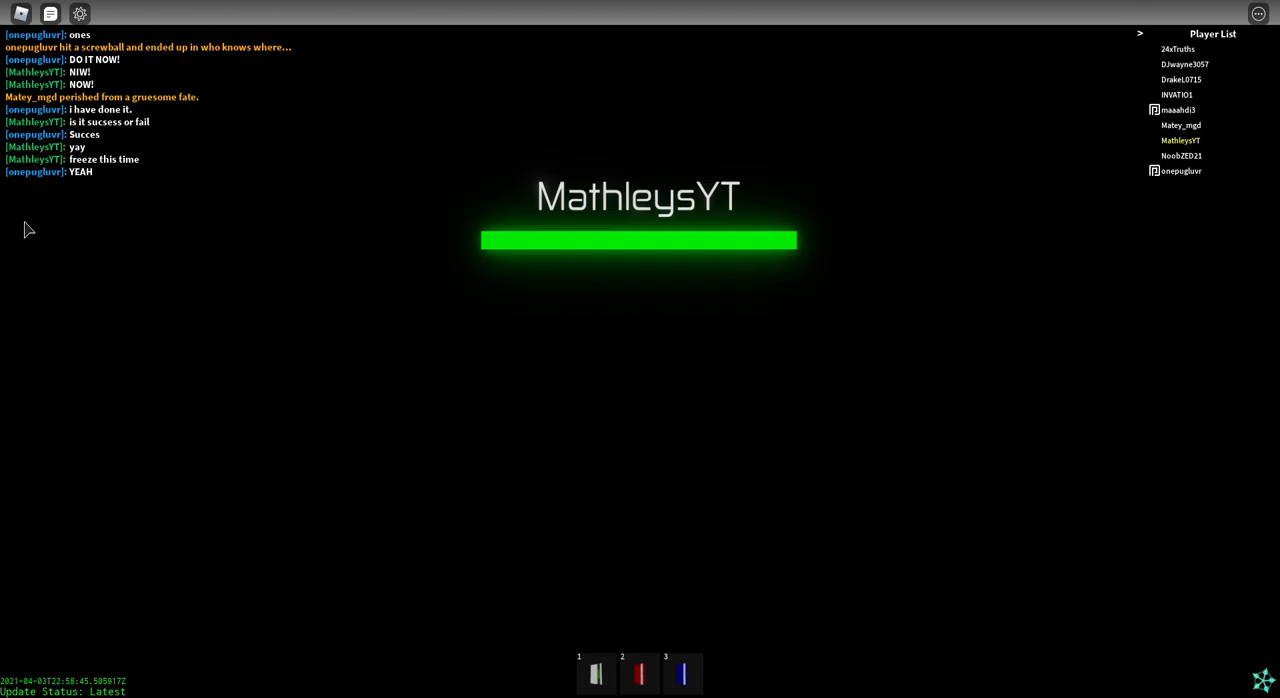 [onepugluvr]: ones
onepugluvr hit a screwball and ended up in who knows where...
[onepugluvr]: DO IT NOW!
[MathleysYT]: NIW!
[MathleysYT]: NOW!
Matey_mgd perished from a gruesome fate.
[onepugluvr]: i have done it.
[MathleysYT]: is it sucsess or fail
[onepugluvr]: Succes
[MathleysYT]: yay
[MathleysYT]: freeze this time
[onepugluvr]: YEAH
MathleysYT
> Player List
24xTruths
DJwayne3057
DrakeL0715
INVATIO1
maaahdi3
Matey_mgd
MathleysYT
NoobZED21
onepugluvr
1 2 3
2021-04-03T22:58:45.505917Z
Update Status: Latest